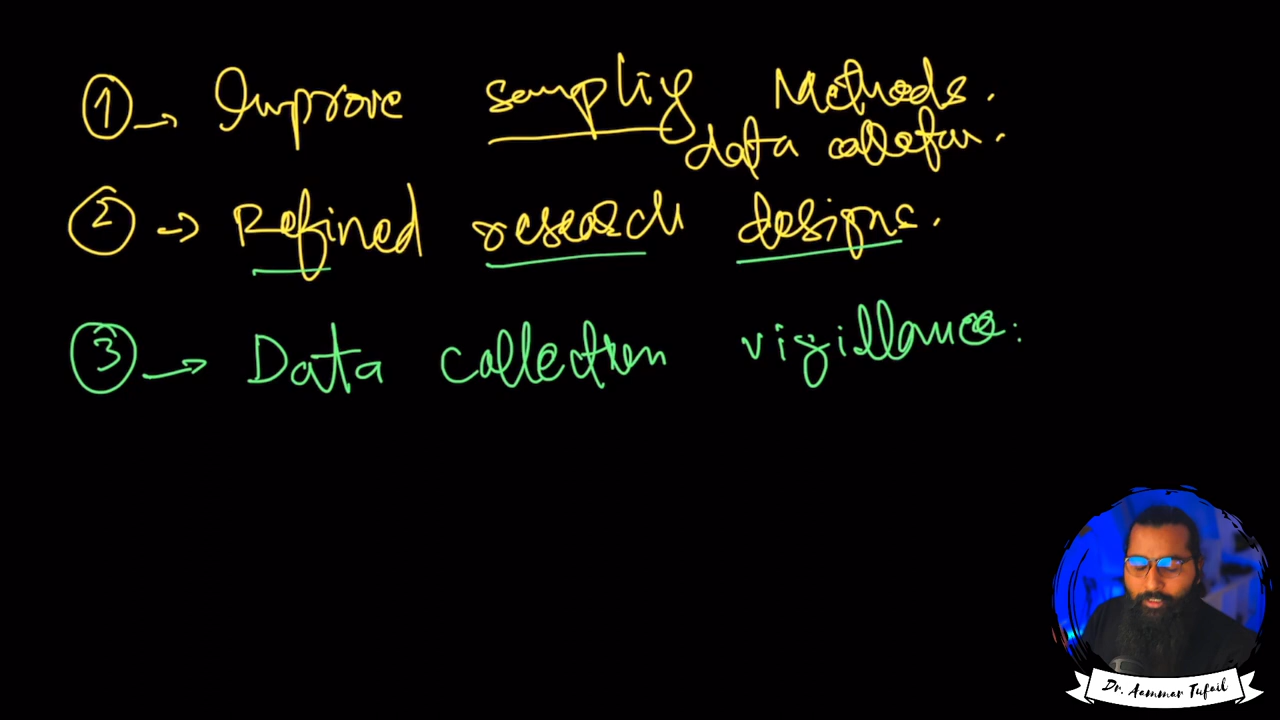 1 → Improve sampling Methods.
data collection.
2 → Refined research designs.
3 → Data collection vigillance:
Dr. Aammar Tufail